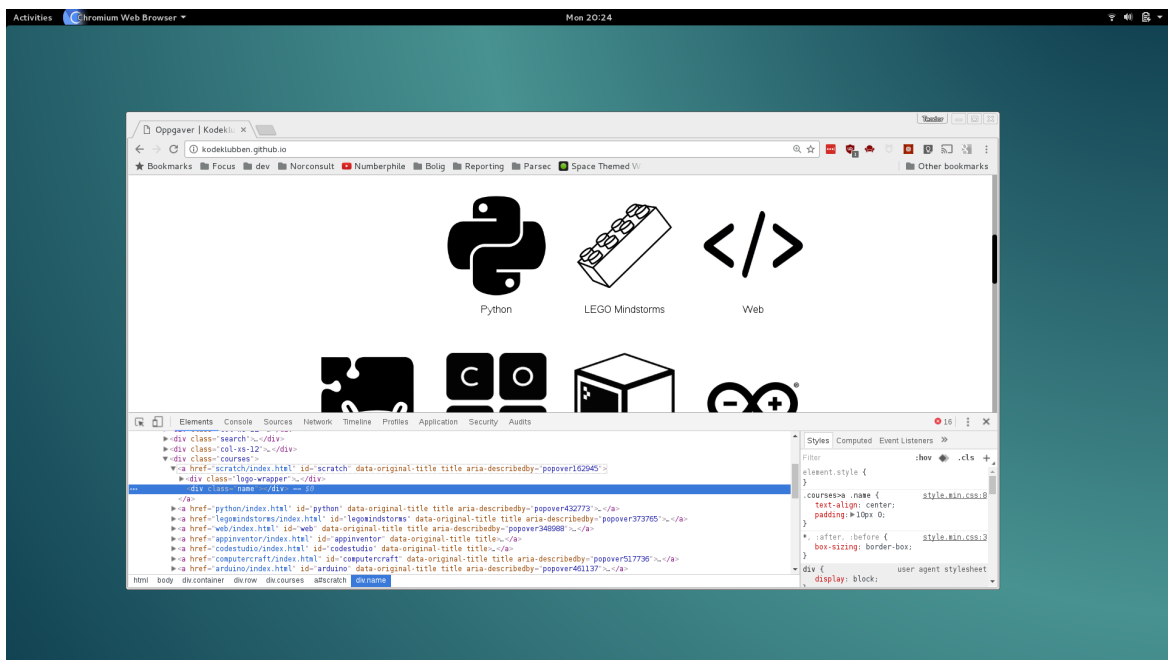 Activities Chromium Web Browser Mon 20:24
Oppgaver | Kodeklu
kodeklubben.github.io
Bookmarks Focus dev Norconsult Numberphile Bolig Reporting Parsec Space Themed W Other bookmarks
Python LEGO Mindstorms Web
C O
Elements Console Sources Network Timeline Profiles Application Security Audits 16
<div class="search">…</div>
<div class="col-xs-12">…</div>
<div class="courses">
<a href="scratch/index.html" id="scratch" data-original-title title aria-describedby="popover162945">
<div class="logo-wrapper">…</div>
<div class="name"></div> == $0
</a>
<a href="python/index.html" id="python" data-original-title title aria-describedby="popover432773">…</a>
<a href="legomindstorms/index.html" id="legomindstorms" data-original-title title aria-describedby="popover373765">…</a>
<a href="web/index.html" id="web" data-original-title title aria-describedby="popover348988">…</a>
<a href="appinventor/index.html" id="appinventor" data-original-title title>…</a>
<a href="codestudio/index.html" id="codestudio" data-original-title title>…</a>
<a href="computercraft/index.html" id="computercraft" data-original-title title aria-describedby="popover517736">…</a>
<a href="arduino/index.html" id="arduino" data-original-title title aria-describedby="popover461137">…</a>
html body div.container div.row div.courses a#scratch div.name
Styles Computed Event Listeners »
Filter :hov .cls +
element.style {
}
.courses>a .name { style.min.css:8
text-align: center;
padding: 10px 0;
}
*, :after, :before { style.min.css:3
box-sizing: border-box;
}
div { user agent stylesheet
display: block;